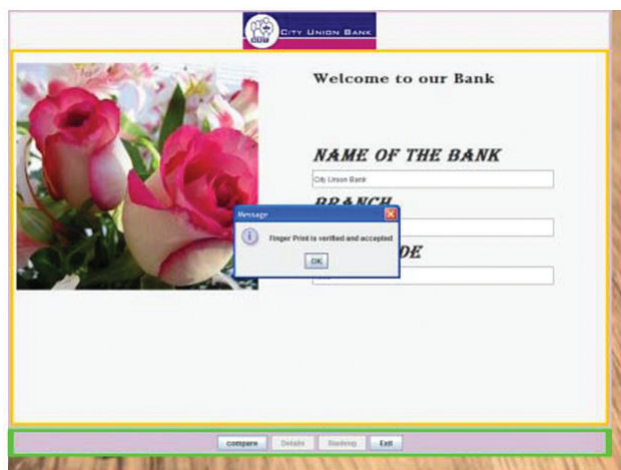 CITY UNION BANK
Welcome to our Bank
NAME OF THE BANK
City Union Bank
BRANCH
Message
Finger Print is verified and accepted
OK
compare Details Banking Exit